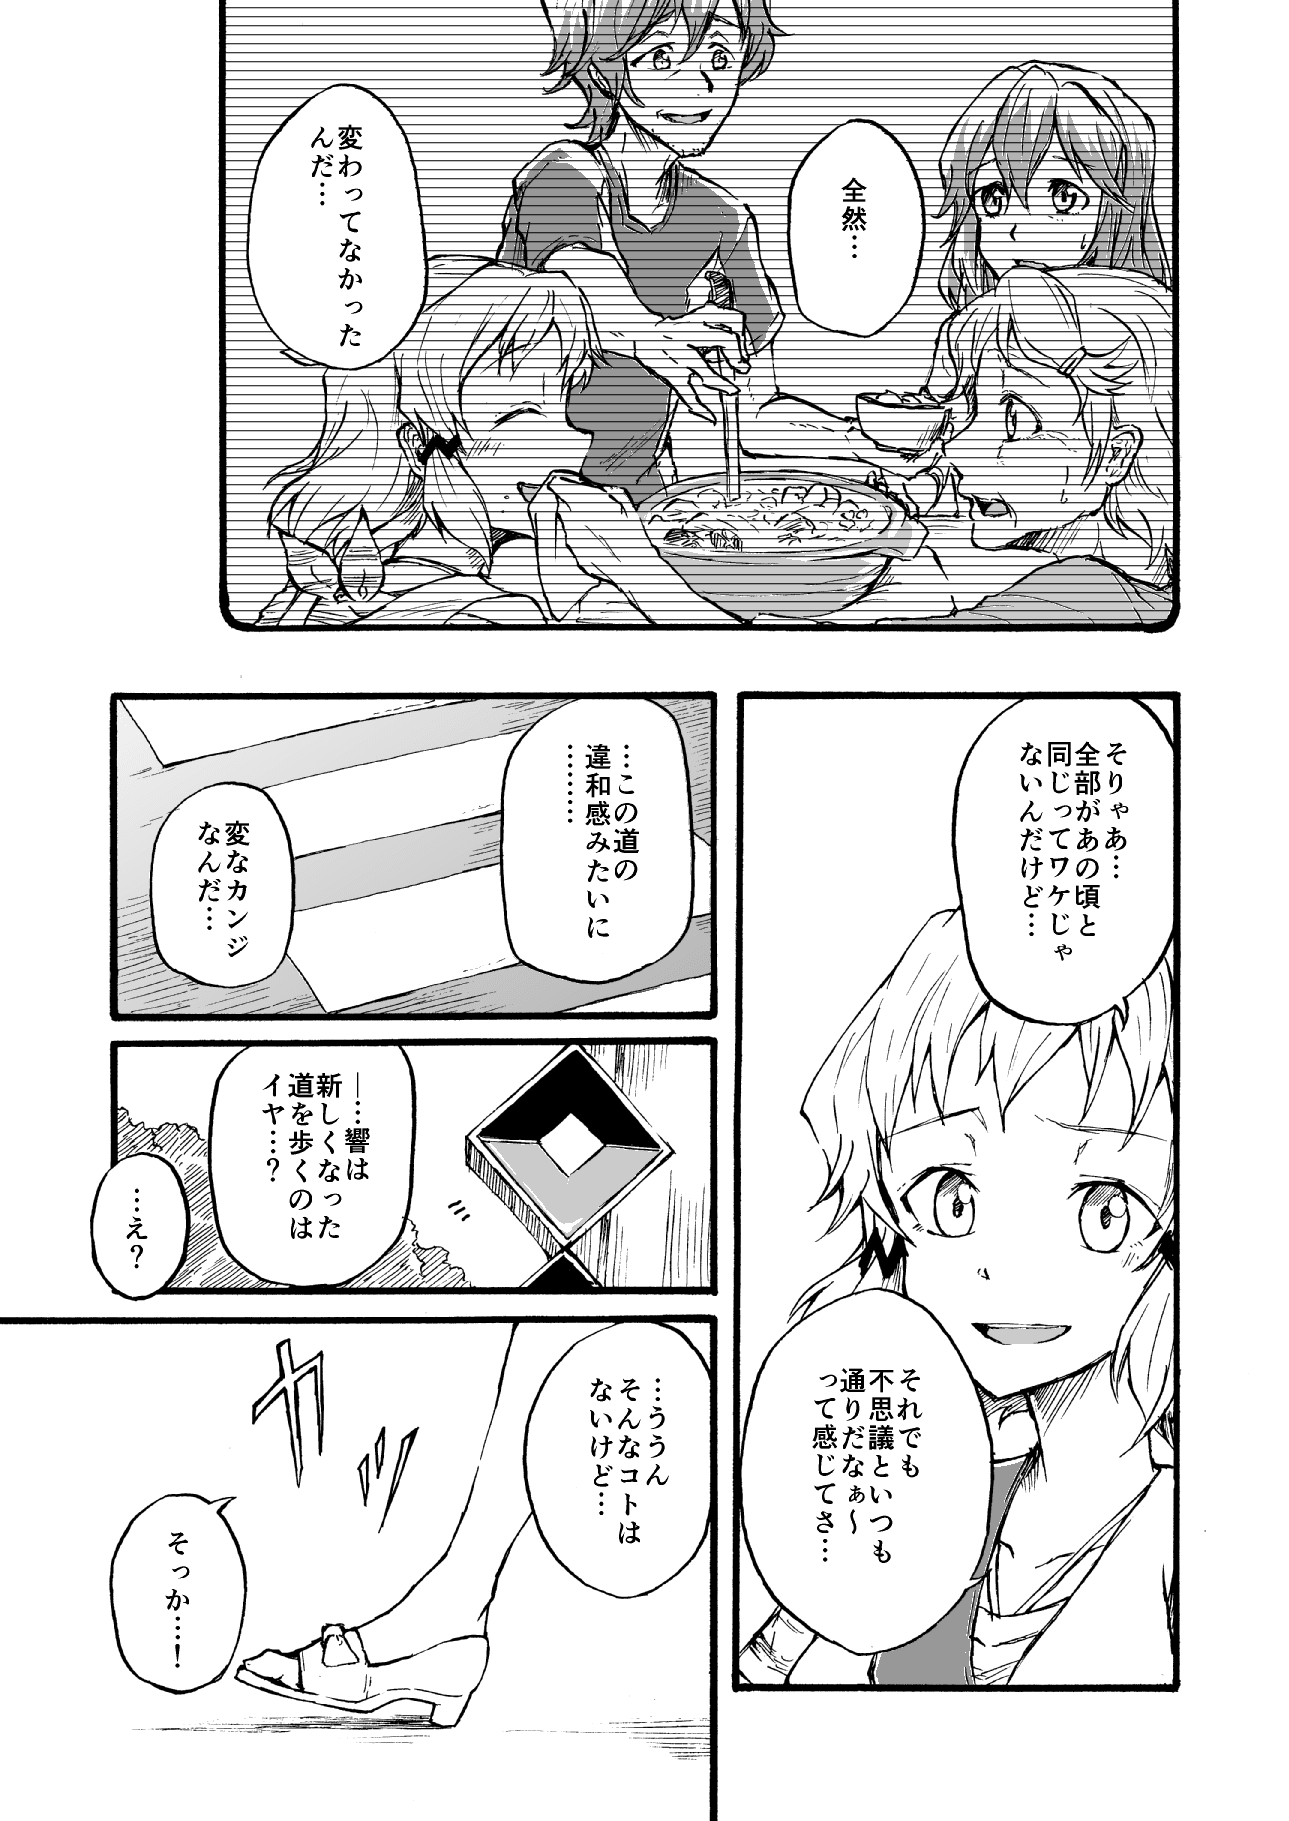 全然…
変わってなかった
んだ…
そりゃあ…
全部があの頃と
同じってワケじゃ
ないんだけど…
それでも
不思議といつも
通りだなぁ〜
って感じてさ…
…この道の
違和感みたいに
………
変なカンジ
なんだ…
―…響は
新しくなった
道を歩くのは
イヤ…？
…え？
…ううん
そんなコトは
ないけど…
カッ
そっか…！